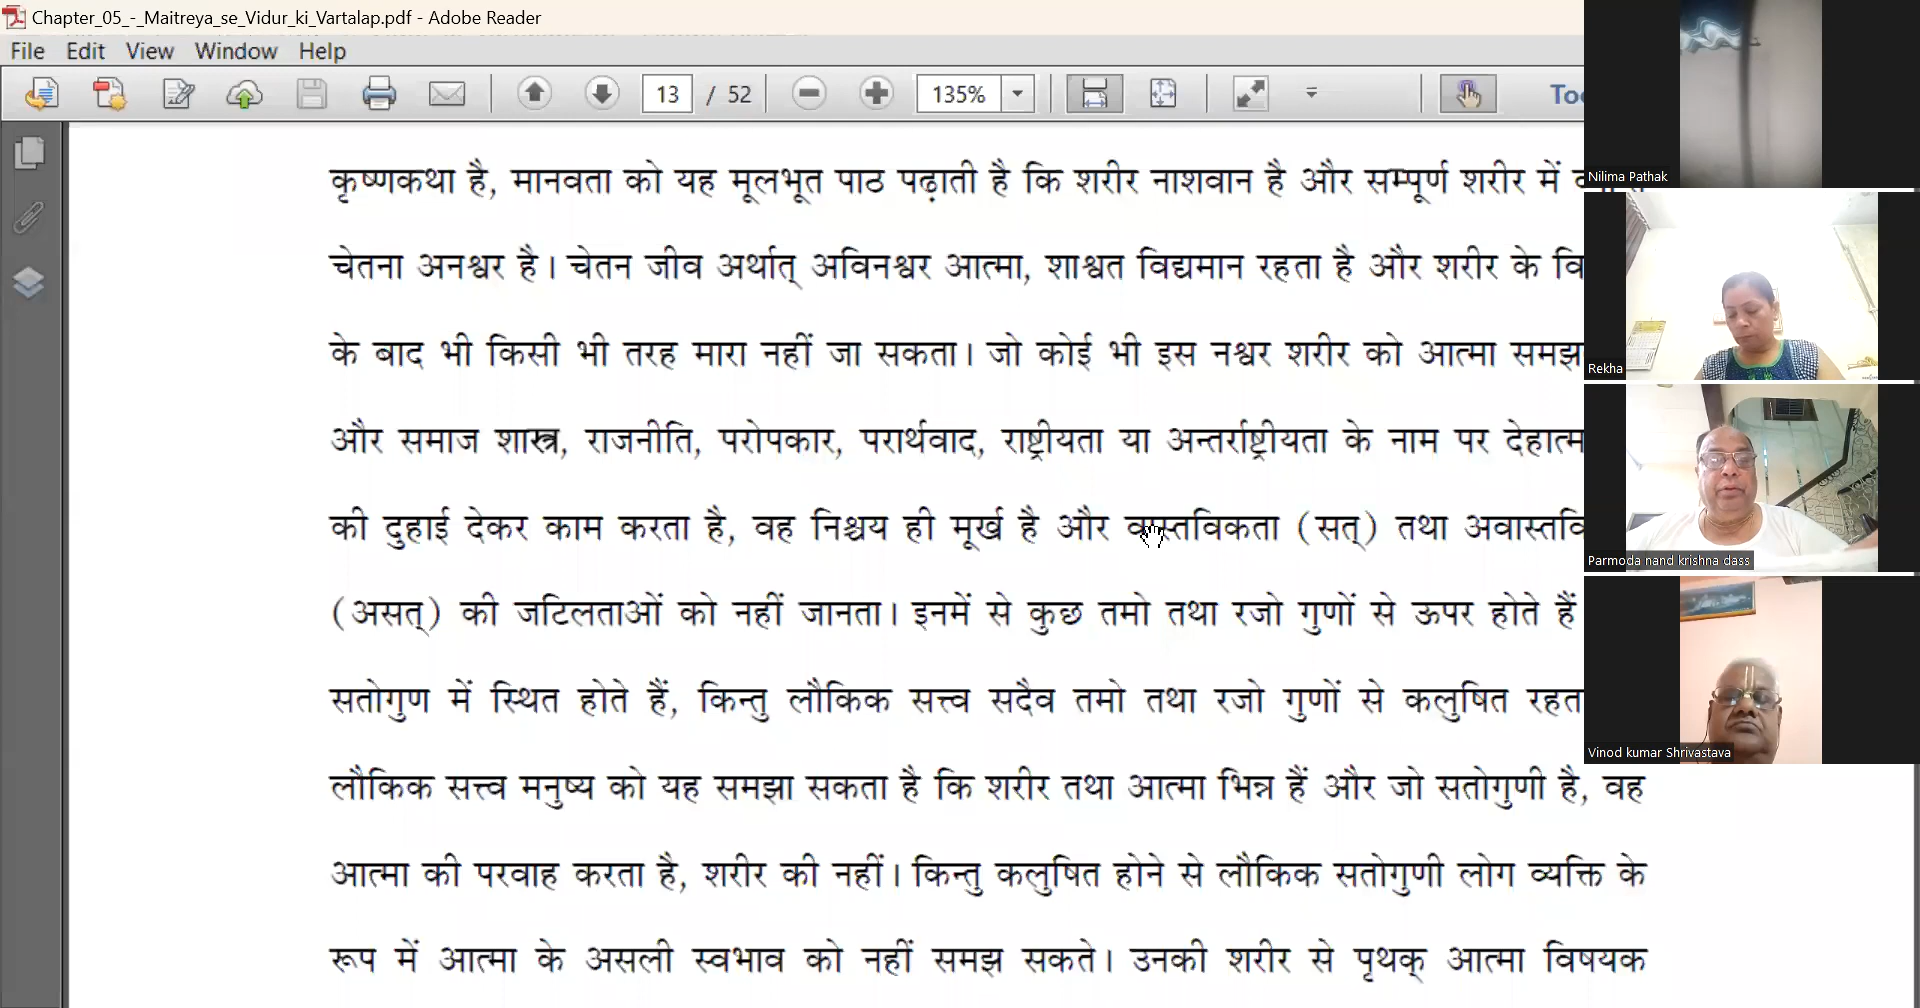 Chapter_05_-_Maitreya_se_Vidur_ki_Vartalap.pdf - Adobe Reader
File Edit View Window Help
13 / 52 135%
कृष्णकथा है, मानवता को यह मूलभूत पाठ पढ़ाती है कि शरीर नाशवान है और सम्पूर्ण शरीर में
चेतना अनश्वर है। चेतन जीव अर्थात् अविनश्वर आत्मा, शाश्वत विद्यमान रहता है और शरीर के
के बाद भी किसी भी तरह मारा नहीं जा सकता। जो कोई भी इस नश्वर शरीर को आत्मा समझ
और समाज शास्त्र, राजनीति, परोपकार, परार्थवाद, राष्ट्रीयता या अन्तर्राष्ट्रीयता के नाम पर देहात्म
की दुहाई देकर काम करता है, वह निश्चय ही मूर्ख है और वास्तविकता (सत्) तथा अवास्तवि
(असत्) की जटिलताओं को नहीं जानता। इनमें से कुछ तमो तथा रजो गुणों से ऊपर होते हैं
सतोगुण में स्थित होते हैं, किन्तु लौकिक सत्त्व सदैव तमो तथा रजो गुणों से कलुषित रहत
लौकिक सत्त्व मनुष्य को यह समझा सकता है कि शरीर तथा आत्मा भिन्न हैं और जो सतोगुणी है, वह
आत्मा की परवाह करता है, शरीर की नहीं। किन्तु कलुषित होने से लौकिक सतोगुणी लोग व्यक्ति के
रूप में आत्मा के असली स्वभाव को नहीं समझ सकते। उनकी शरीर से पृथक् आत्मा विषयक
Nilima Pathak
Rekha
Parmoda nand krishna dass
Vinod kumar Shrivastava